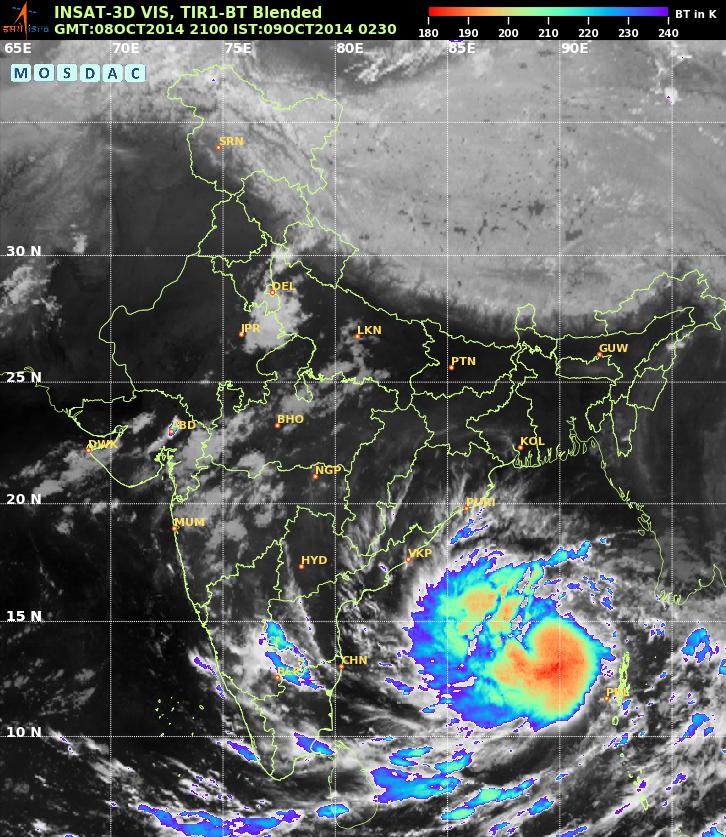 INSAT-3D VIS, TIR1-BT Blended
GMT:08OCT2014 2100 IST:09OCT2014 0230
BT in K
180 190 200 210 220 230 240
65E 70E 75E 80E 85E 90E
MOSDAC
SRN
30 N
DEL
JPR LKN
GUW
PTN
25 N
ABD BHO
DWK KOL
NGP
20 N PURI
MUM
VKP
HYD
15 N
CHN
10 N